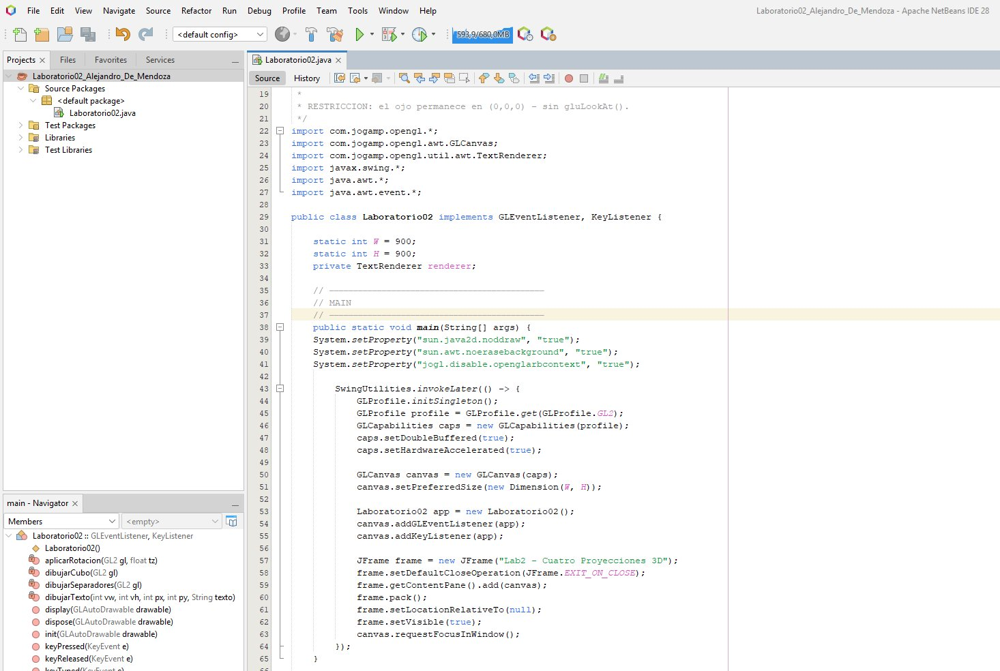 File Edit View Navigate Source Refactor Run Debug Profile Team Tools Window Help
Laboratorio02_Alejandro_De_Mendoza - Apache NetBeans IDE 28
<default config>
593,9/680,0MB
Projects Files Favorites Services
Laboratorio02_Alejandro_De_Mendoza
Source Packages
<default package>
Laboratorio02.java
Test Packages
Libraries
Test Libraries
main - Navigator
Members
<empty>
Laboratorio02 :: GLEventListener, KeyListener
Laboratorio02()
aplicarRotacion(GL2 gl, float tz)
dibujarCubo(GL2 gl)
dibujarSeparadores(GL2 gl)
dibujarTexto(int vw, int vh, int px, int py, String texto)
display(GLAutoDrawable drawable)
dispose(GLAutoDrawable drawable)
init(GLAutoDrawable drawable)
keyPressed(KeyEvent e)
keyReleased(KeyEvent e)
keyTyped(KeyEvent e)
Laboratorio02.java
Source History
19 *
20 * RESTRICCION: el ojo permanece en (0,0,0) - sin gluLookAt().
21 */
22 import com.jogamp.opengl.*;
23 import com.jogamp.opengl.awt.GLCanvas;
24 import com.jogamp.opengl.util.awt.TextRenderer;
25 import javax.swing.*;
26 import java.awt.*;
27 import java.awt.event.*;
28
29 public class Laboratorio02 implements GLEventListener, KeyListener {
30
31 static int W = 900;
32 static int H = 900;
33 private TextRenderer renderer;
34
35 // ─────────────────────────────────────────
36 // MAIN
37 // ─────────────────────────────────────────
38 public static void main(String[] args) {
39 System.setProperty("sun.java2d.noddraw", "true");
40 System.setProperty("sun.awt.noerasebackground", "true");
41 System.setProperty("jogl.disable.openglarbcontext", "true");
42
43 SwingUtilities.invokeLater(() -> {
44 GLProfile.initSingleton();
45 GLProfile profile = GLProfile.get(GLProfile.GL2);
46 GLCapabilities caps = new GLCapabilities(profile);
47 caps.setDoubleBuffered(true);
48 caps.setHardwareAccelerated(true);
49
50 GLCanvas canvas = new GLCanvas(caps);
51 canvas.setPreferredSize(new Dimension(W, H));
52
53 Laboratorio02 app = new Laboratorio02();
54 canvas.addGLEventListener(app);
55 canvas.addKeyListener(app);
56
57 JFrame frame = new JFrame("Lab2 - Cuatro Proyecciones 3D");
58 frame.setDefaultCloseOperation(JFrame.EXIT_ON_CLOSE);
59 frame.getContentPane().add(canvas);
60 frame.pack();
61 frame.setLocationRelativeTo(null);
62 frame.setVisible(true);
63 canvas.requestFocusInWindow();
64 });
65 }
66